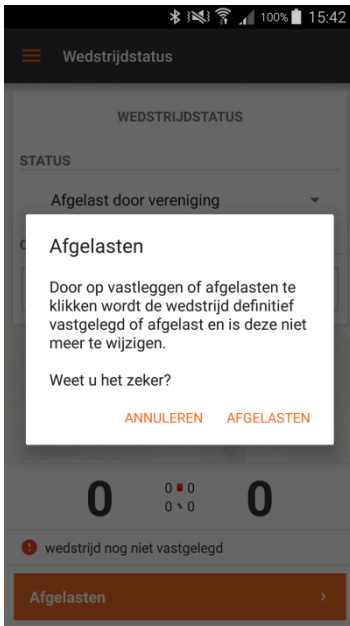 100% 15:42
Wedstrijdstatus
WEDSTRIJDSTATUS
STATUS
Afgelast door vereniging
Afgelasten
Door op vastleggen of afgelasten te
klikken wordt de wedstrijd definitief
vastgelegd of afgelast en is deze niet
meer te wijzigen.
Weet u het zeker?
ANNULEREN AFGELASTEN
0 0 0 0
0 0
wedstrijd nog niet vastgelegd
Afgelasten